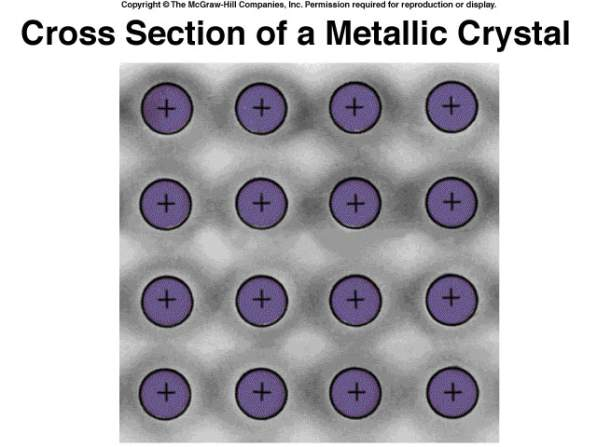 Copyright © The McGraw-Hill Companies, Inc. Permission required for reproduction or display.
Cross Section of a Metallic Crystal
+ + + +
+ + + +
+ + + +
+ + + +